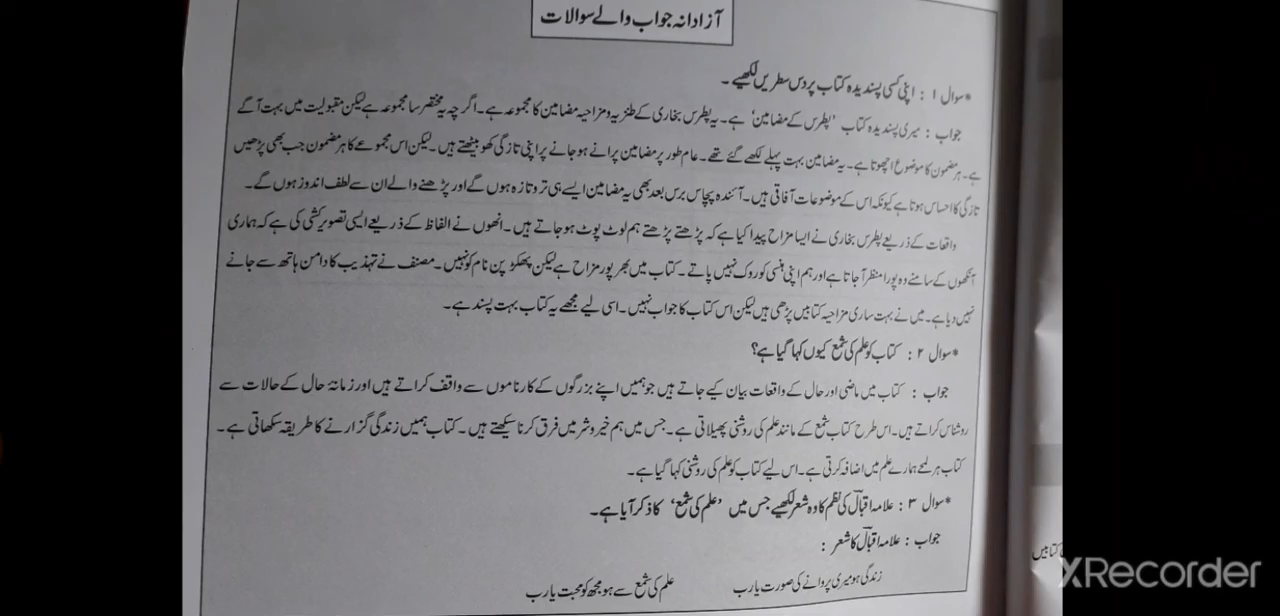 آزادانہ جواب والے سوالات
* سوال ۱ : اپنی کسی پسندیدہ کتاب پر دس سطریں لکھیے۔
جواب : میری پسندیدہ کتاب ’پطرس کے مضامین‘ ہے۔ یہ پطرس بخاری کے طنزیہ و مزاحیہ مضامین کا مجموعہ ہے۔ اگرچہ یہ مختصر سا مجموعہ ہے لیکن مقبولیت میں بہت آگے
ہے۔ ہر مضمون کا موضوع اچھوتا ہے۔ یہ مضامین بہت پہلے لکھے گئے تھے۔ عام طور پر مضامین پرانے ہو جانے پر اپنی تازگی کھو بیٹھتے ہیں۔ لیکن اس مجموعے کا ہر مضمون جب بھی پڑھیں
تازگی کا احساس ہوتا ہے کیونکہ اس کے موضوعات آفاقی ہیں۔ آئندہ پچاس برس بعد بھی یہ مضامین ایسے ہی تروتازہ ہوں گے اور پڑھنے والے ان سے لطف اندوز ہوں گے۔
واقعات کے ذریعے پطرس بخاری نے ایسا مزاح پیدا کیا ہے کہ پڑھتے پڑھتے ہم لوٹ پوٹ ہو جاتے ہیں۔ انھوں نے الفاظ کے ذریعے ایسی تصویر کشی کی ہے کہ ہماری
آنکھوں کے سامنے وہ پورا منظر آ جاتا ہے اور ہم اپنی ہنسی کو روک نہیں پاتے۔ کتاب میں بھرپور مزاح ہے لیکن پھکڑپن نام کو نہیں۔ مصنف نے تہذیب کا دامن ہاتھ سے جانے
نہیں دیا ہے۔ میں نے بہت ساری مزاحیہ کتابیں پڑھی ہیں لیکن اس کتاب کا جواب نہیں۔ اسی لیے مجھے یہ کتاب بہت پسند ہے۔
* سوال ۲ : کتاب کو علم کی شمع کیوں کہا گیا ہے؟
جواب : کتاب میں ماضی اور حال کے واقعات بیان کیے جاتے ہیں جو ہمیں اپنے بزرگوں کے کارناموں سے واقف کراتے ہیں اور زمانۂ حال کے حالات سے
روشناس کراتے ہیں۔ اس طرح کتاب شمع کے مانند علم کی روشنی پھیلاتی ہے۔ جس میں ہم خیر و شر میں فرق کرنا سیکھتے ہیں۔ کتاب ہمیں زندگی گزارنے کا طریقہ سکھاتی ہے۔
کتاب ہر لمحے ہمارے علم میں اضافہ کرتی ہے۔ اس لیے کتاب کو علم کی روشنی کہا گیا ہے۔
* سوال ۳ : علامہ اقبالؔ کی نظم کا وہ شعر لکھیے جس میں ’علم کی شمع‘ کا ذکر آیا ہے۔
جواب : علامہ اقبالؔ کا شعر :
زندگی ہو میری پروانے کی صورت یارب علم کی شمع سے ہو مجھ کو محبت یارب
کتابیں
XRecorder